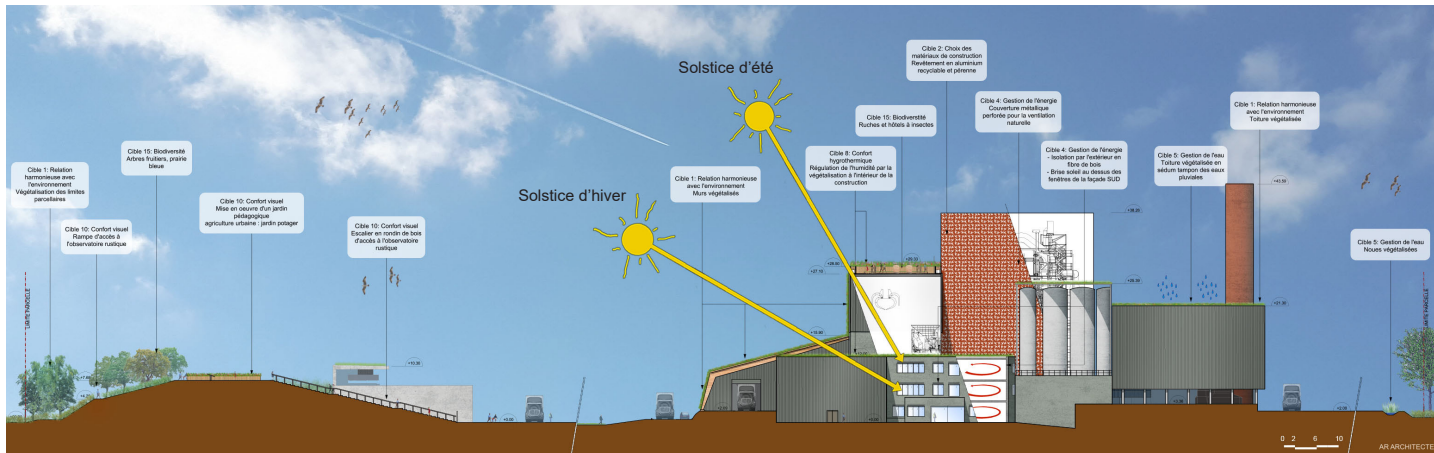 Solstice d'été
Solstice d'hiver
Cible 1: Relation
harmonieuse avec
l'environnement
Végétalisation des limites
parcellaires
Cible 10: Confort visuel
Rampe d'accès à
l'observatoire rustique
Cible 15: Biodiversité
Arbres fruitiers, prairie
bleue
Cible 10: Confort visuel
Mise en oeuvre d'un jardin
pédagogique
agriculture urbaine : jardin potager
Cible 10: Confort visuel
Escalier en rondin de bois
d'accès à l'observatoire
rustique
Cible 1: Relation harmonieuse
avec l'environnement
Murs végétalisés
Cible 8: Confort
hygrothermique
Régulation de l'humidité par la
végétalisation à l'intérieur de la
construction
Cible 15: Biodiverstité
Ruches et hôtels à insectes
Cible 2: Choix des
matériaux de construction
Revêtement en aluminium
recyclable et pérenne
Cible 4: Gestion de l'énergie
Couverture métallique
perforée pour la ventilation
naturelle
Cible 4: Gestion de l'énergie
- Isolation par l'extérieur en
fibre de bois
- Brise soleil au dessus des
fenêtres de la façade SUD
Cible 5: Gestion de l'eau
Toiture végétalisée en
sédum tampon des eaux
pluviales
Cible 1: Relation harmonieuse
avec l'environnement
Toiture végétalisée
Cible 5: Gestion de l'eau
Noues végétalisées
+10.30
+27.10
+36.20
0 2 6 10
AR ARCHITECTE